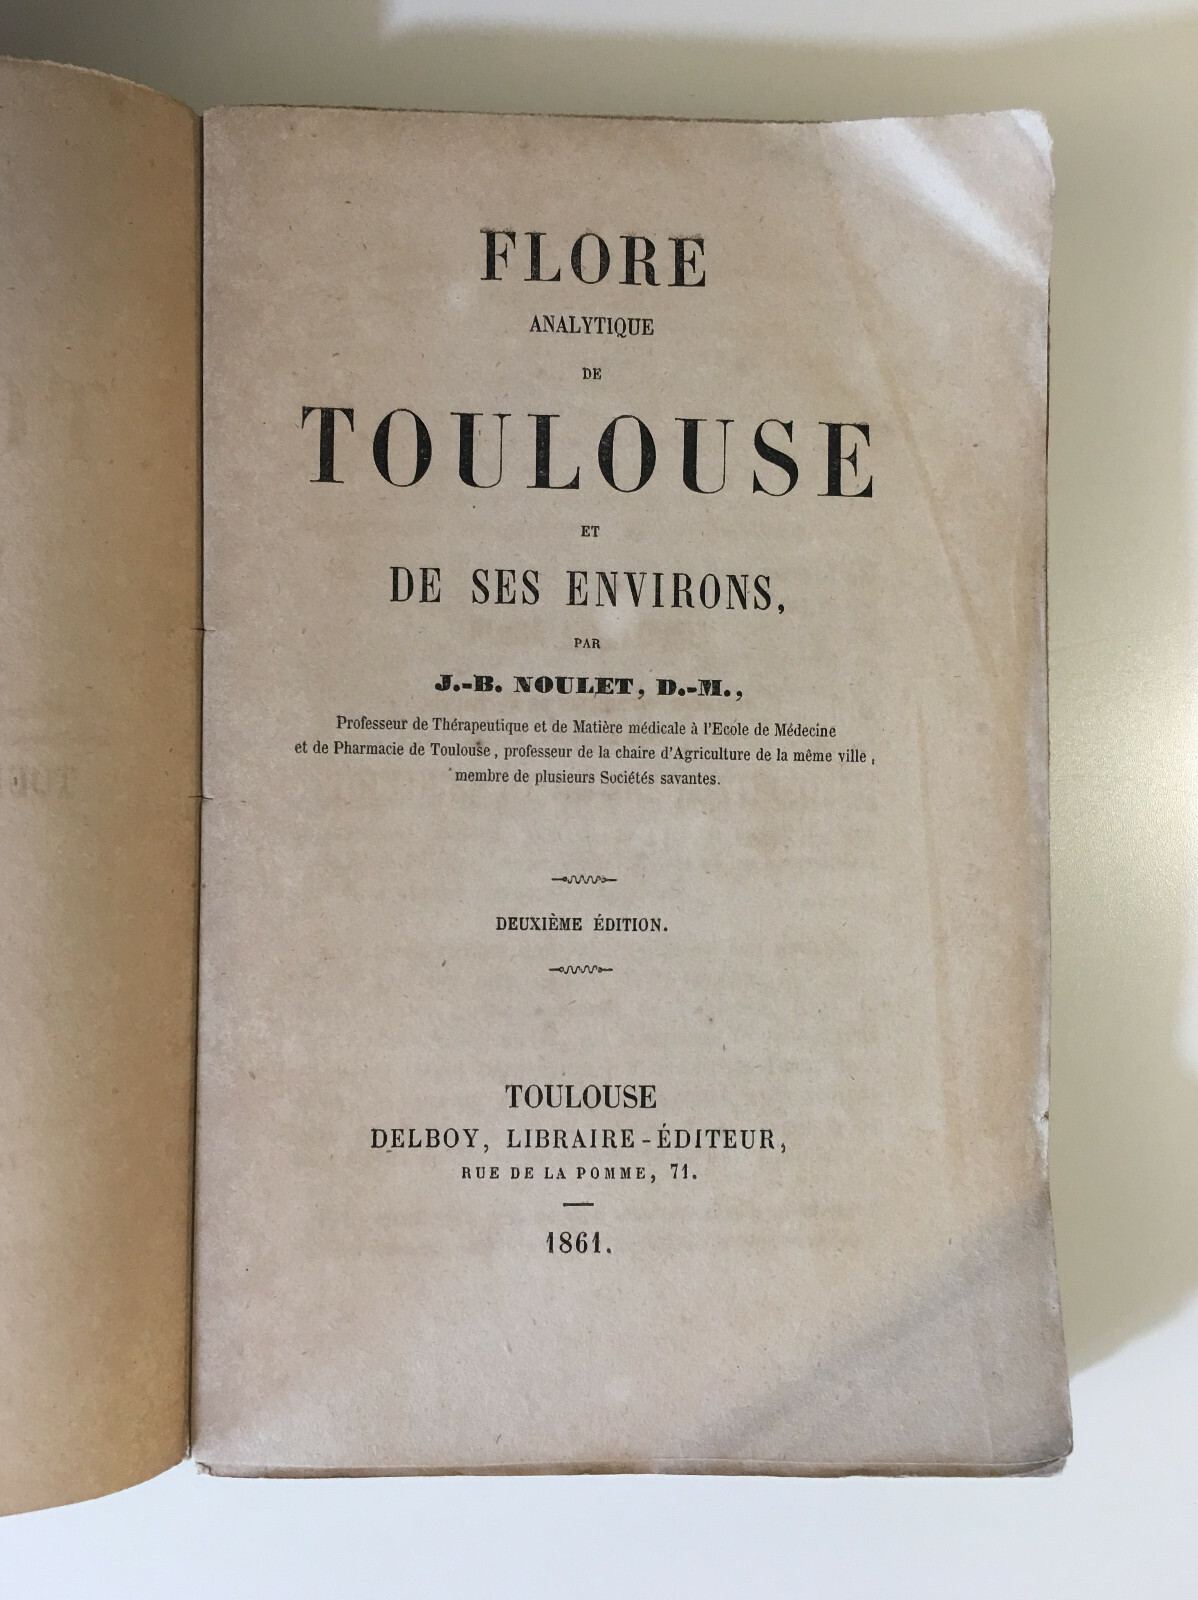 FLORE
ANALYTIQUE
DE
TOULOUSE
ET
DE SES ENVIRONS,
PAR
J.-B. NOULET, D.-M.,
Professeur de Thérapeutique et de Matière médicale à l'Ecole de Médecine
et de Pharmacie de Toulouse, professeur de la chaire d'Agriculture de la même ville,
membre de plusieurs Sociétés savantes.
DEUXIÈME ÉDITION.
TOULOUSE
DELBOY, LIBRAIRE-ÉDITEUR,
RUE DE LA POMME, 71.
1861.